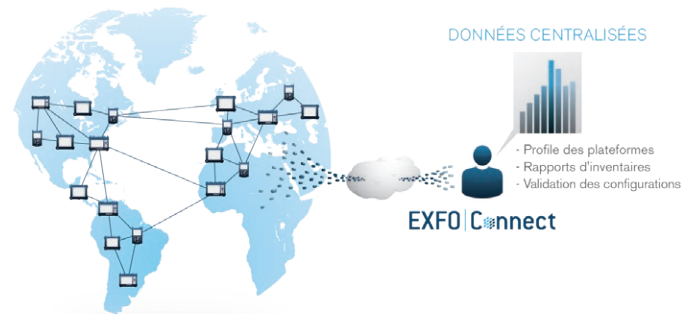 DONNÉES CENTRALISÉES
- Profile des plateformes
- Rapports d'inventaires
- Validation des configurations
EXFO | Connect